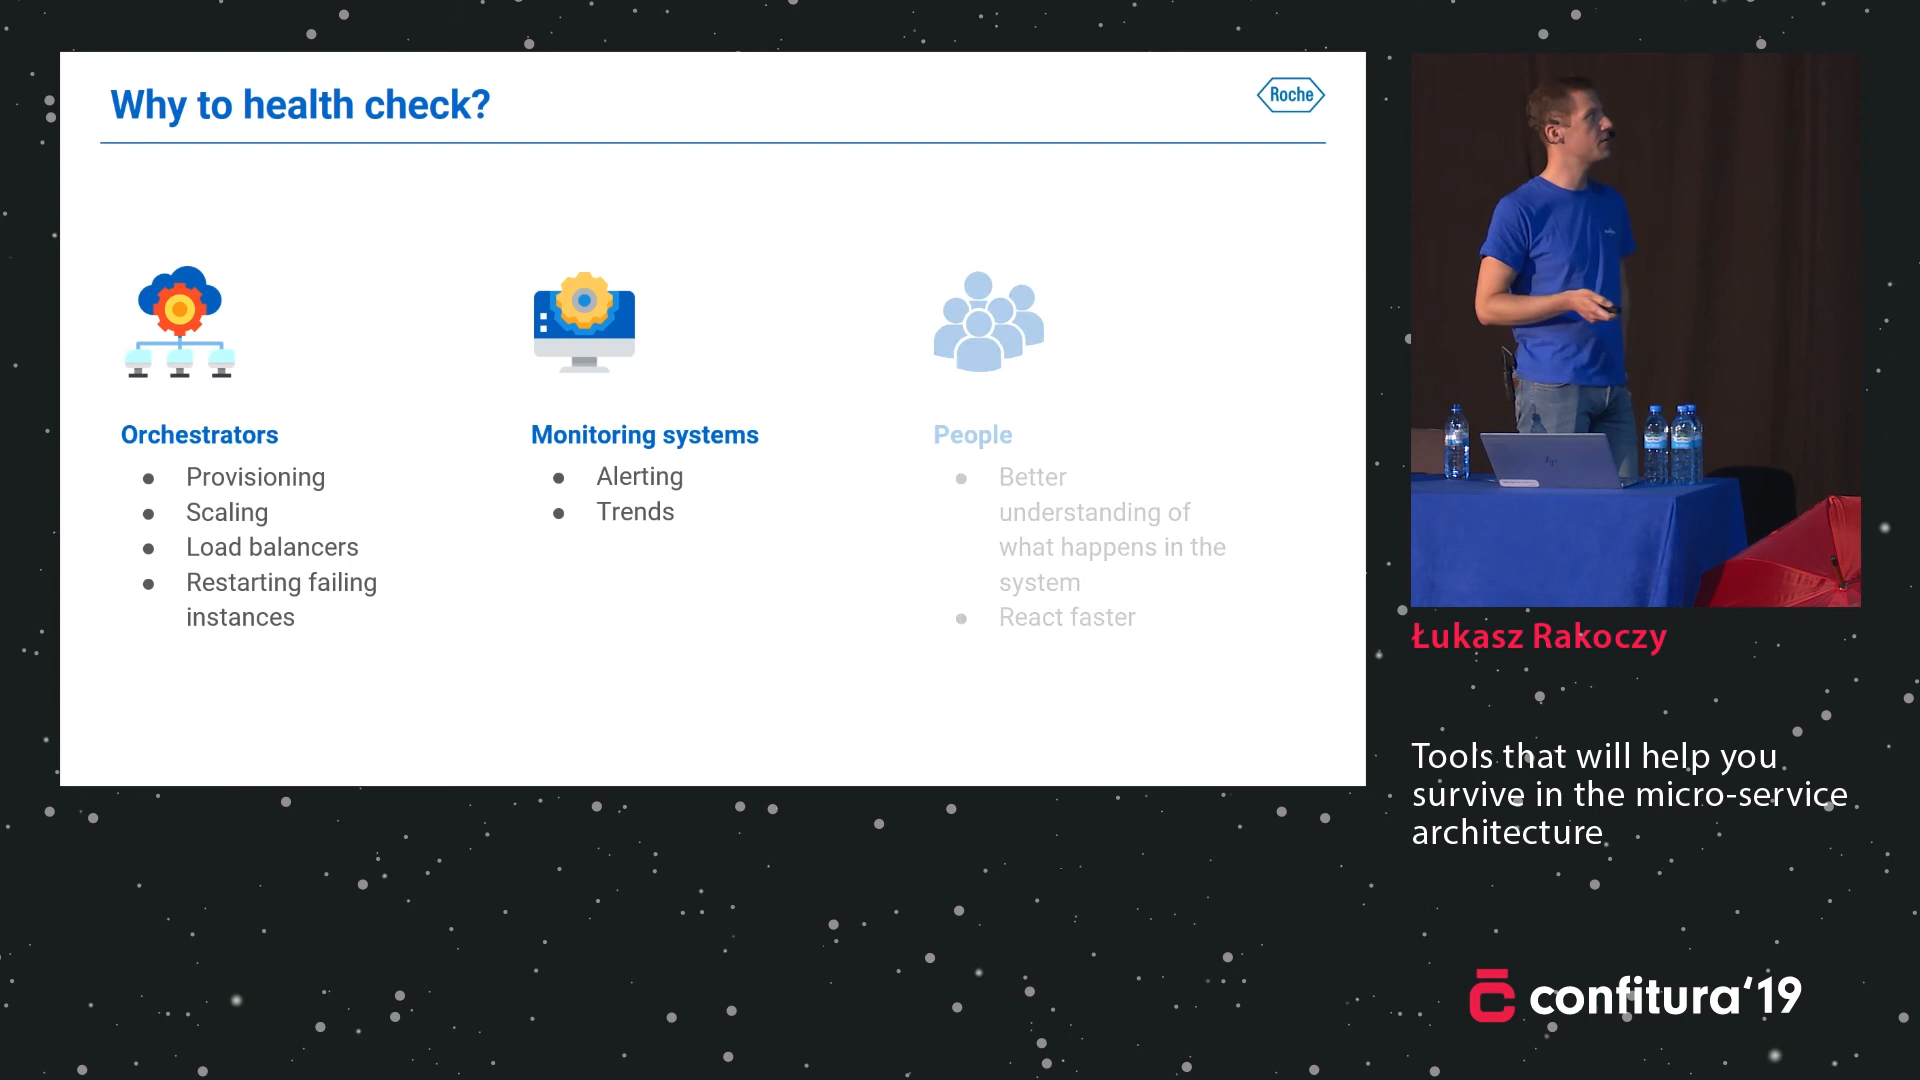 Why to health check?
Roche
Orchestrators
Provisioning
Scaling
Load balancers
Restarting failing
instances
Monitoring systems
Alerting
Trends
People
Better
understanding of
what happens in the
system
React faster
Łukasz Rakoczy
Tools that will help you
survive in the micro-service
architecture
confitura'19